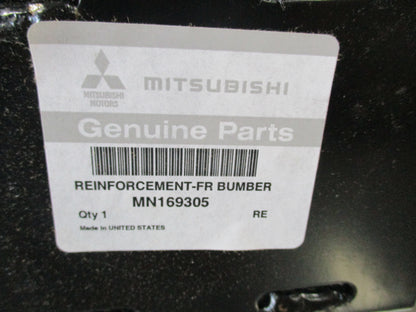 MITSUBISHI
MOTORS
MITSUBISHI
Genuine Parts
REINFORCEMENT-FR BUMBER
MN169305
Qty 1 RE
Made In UNITED STATES